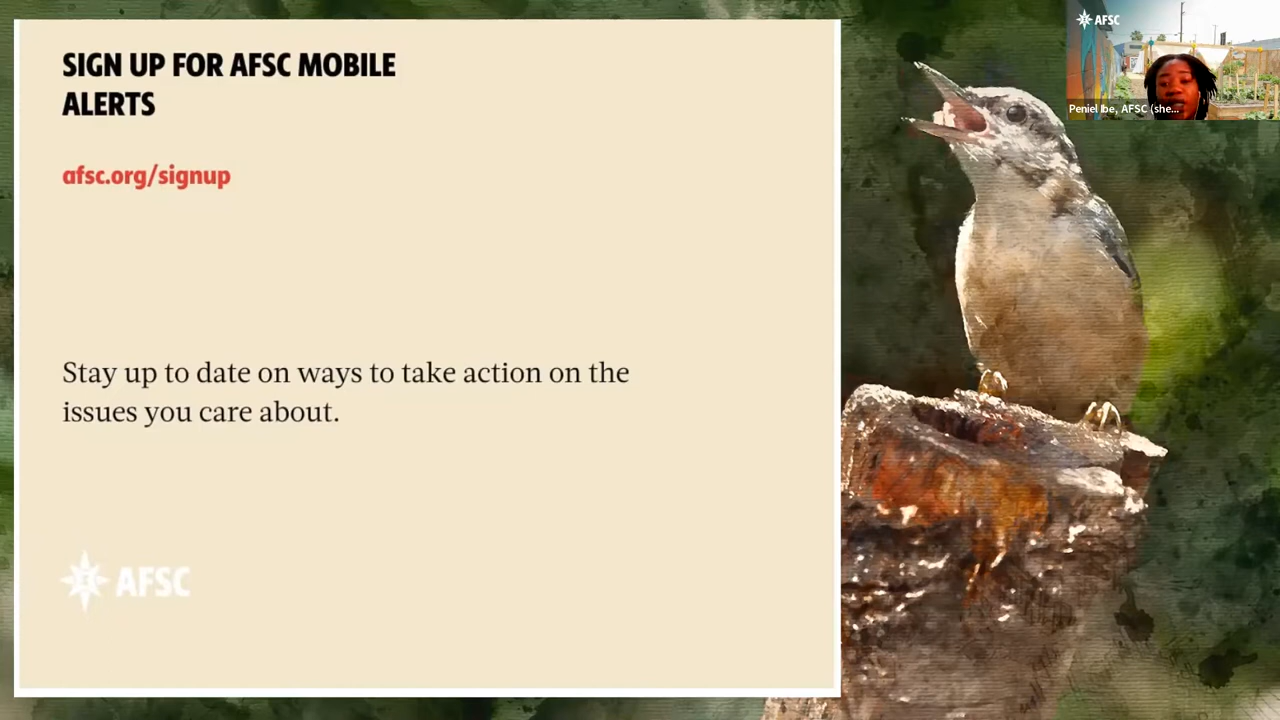 SIGN UP FOR AFSC MOBILE
ALERTS
afsc.org/signup
Stay up to date on ways to take action on the
issues you care about.
AFSC
AFSC
Peniel Ibe, AFSC (she...